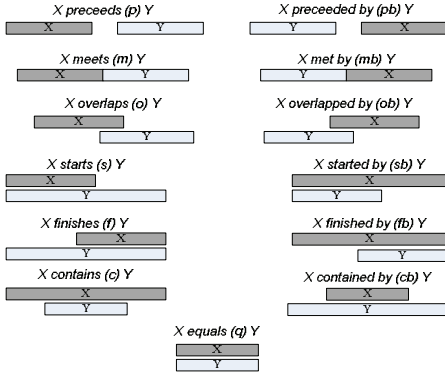 X preceeds (p) Y
X preceeded by (pb) Y
X Y
Y X
X meets (m) Y
X met by (mb) Y
X Y
Y X
X overlaps (o) Y
X overlapped by (ob) Y
X X
Y Y
X starts (s) Y
X started by (sb) Y
X X
Y Y
X finishes (f) Y
X finished by (fb) Y
X X
Y Y
X contains (c) Y
X contained by (cb) Y
X X
Y Y
X equals (q) Y
X
Y